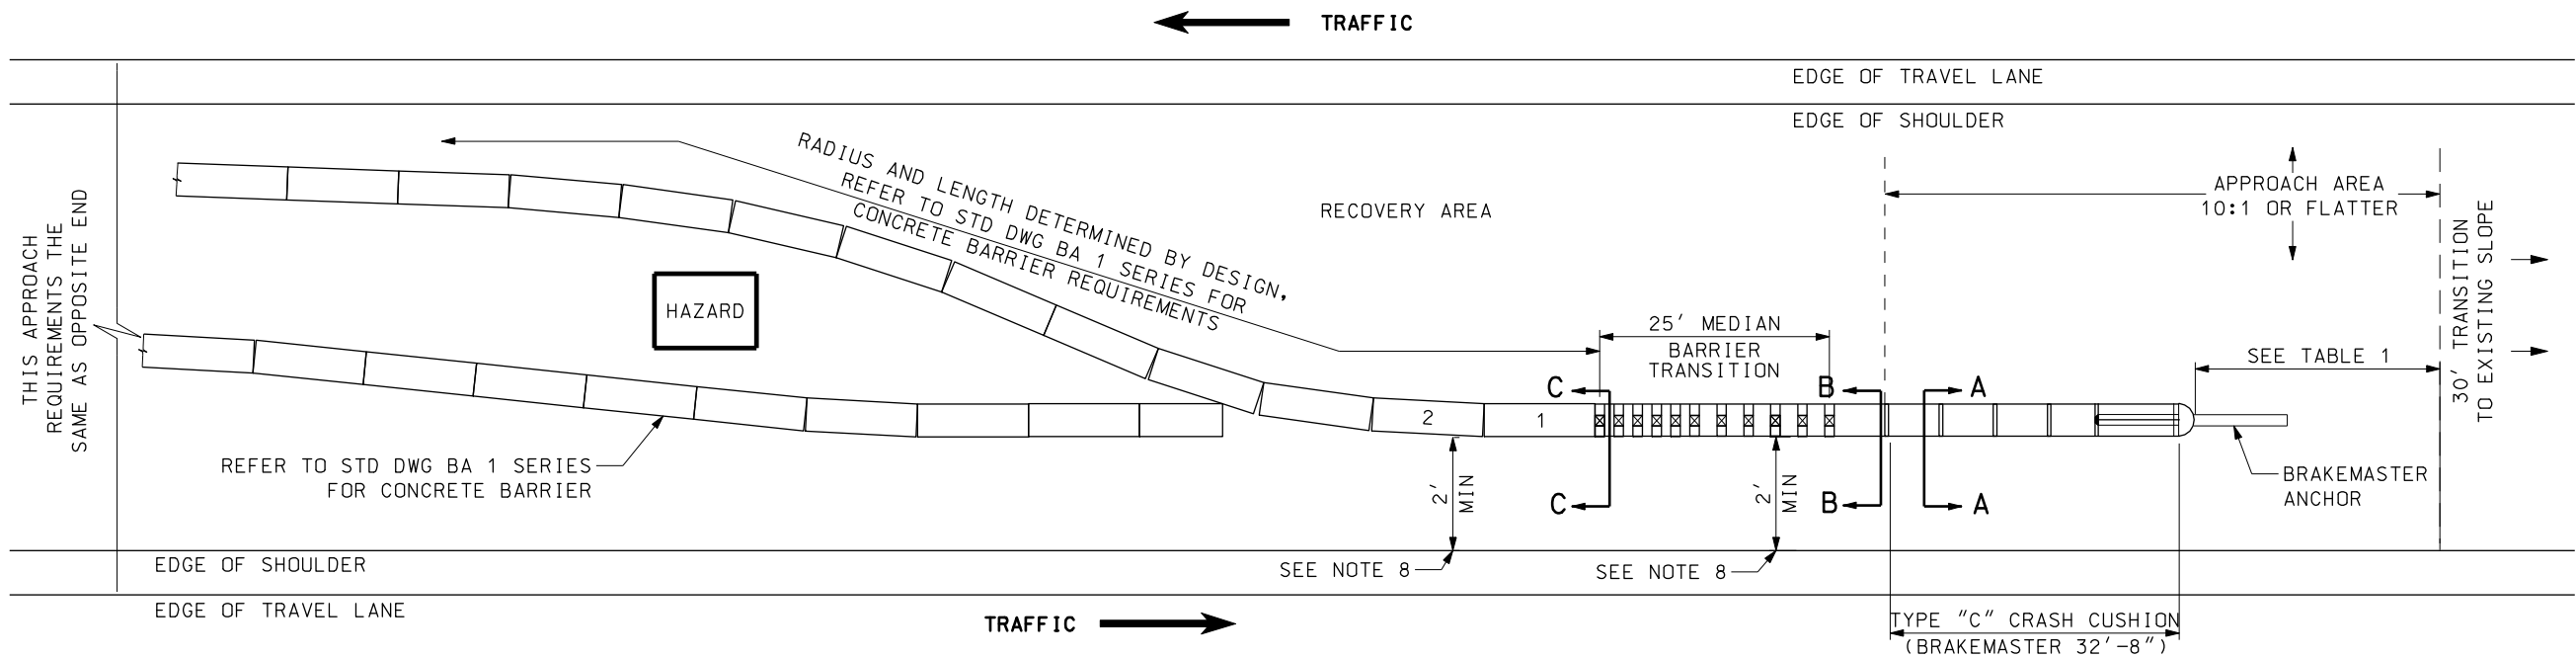 TRAFFIC
EDGE OF TRAVEL LANE
EDGE OF SHOULDER
RADIUS AND LENGTH DETERMINED BY DESIGN,
REFER TO STD DWG BA 1 SERIES FOR
CONCRETE BARRIER REQUIREMENTS
RECOVERY AREA
APPROACH AREA
10:1 OR FLATTER
30' TRANSITION
TO EXISTING SLOPE
THIS APPROACH
REQUIREMENTS THE
SAME AS OPPOSITE END
HAZARD
25' MEDIAN
BARRIER
TRANSITION
SEE TABLE 1
C
B
A
2
1
REFER TO STD DWG BA 1 SERIES
FOR CONCRETE BARRIER
2'
MIN
2'
MIN
C
B
A
BRAKEMASTER
ANCHOR
EDGE OF SHOULDER
SEE NOTE 8
SEE NOTE 8
EDGE OF TRAVEL LANE
TRAFFIC
TYPE "C" CRASH CUSHION
(BRAKEMASTER 32'-8")